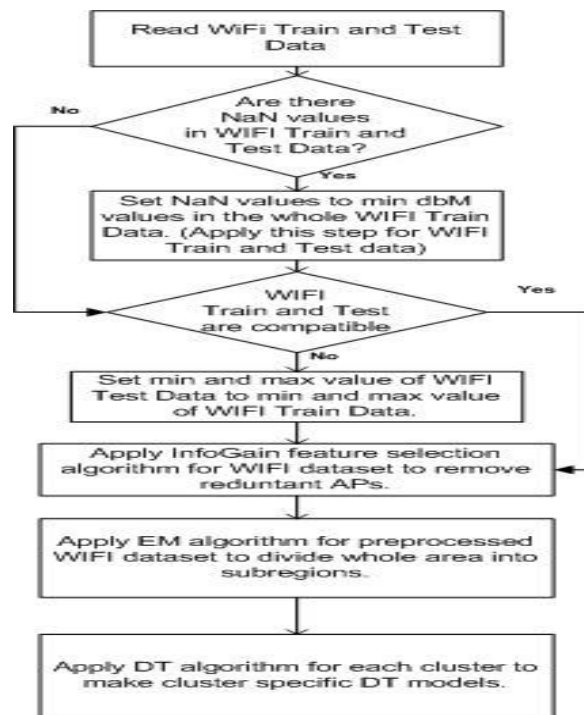 Read WiFi Train and Test
Data
No
Are there
NaN values
in WIFI Train and
Test Data?
Yes
Set NaN values to min dbM
values in the whole WIFI Train
Data. (Apply this step for WIFI
Train and Test data)
WIFI
Train and Test
are compatible
Yes
No
Set min and max value of WIFI
Test Data to min and max value
of WIFI Train Data.
Apply InfoGain feature selection
algorithm for WIFI dataset to remove
reduntant APs.
Apply EM algorithm for preprocessed
WIFI dataset to divide whole area into
subregions.
Apply DT algorithm for each cluster to
make cluster specific DT models.